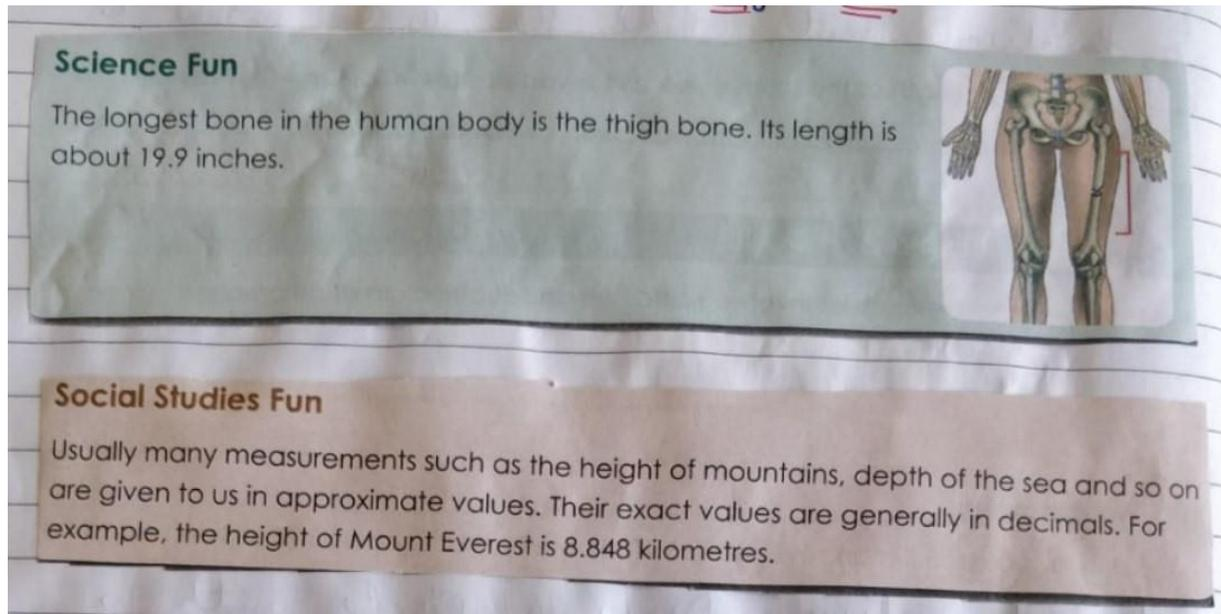 Science Fun
The longest bone in the human body is the thigh bone. Its length is
about 19.9 inches.
Social Studies Fun
Usually many measurements such as the height of mountains, depth of the sea and so on
are given to us in approximate values. Their exact values are generally in decimals. For
example, the height of Mount Everest is 8.848 kilometres.